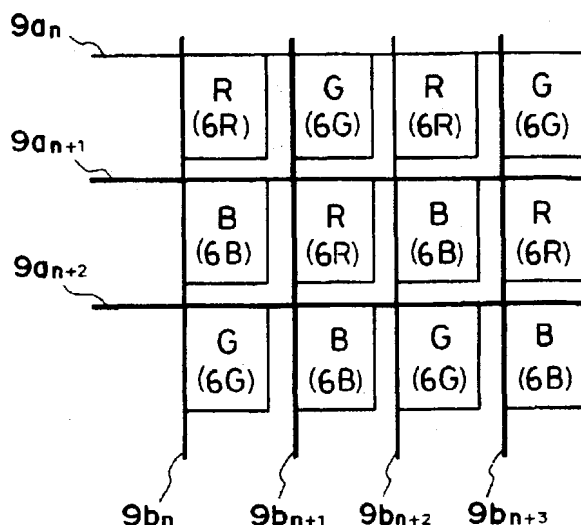 9an
R G R G
(6R) (6G) (6R) (6G)
9an+1
B R B R
(6B) (6R) (6B) (6R)
9an+2
G B G B
(6G) (6B) (6G) (6B)
9bn 9bn+1 9bn+2 9bn+3